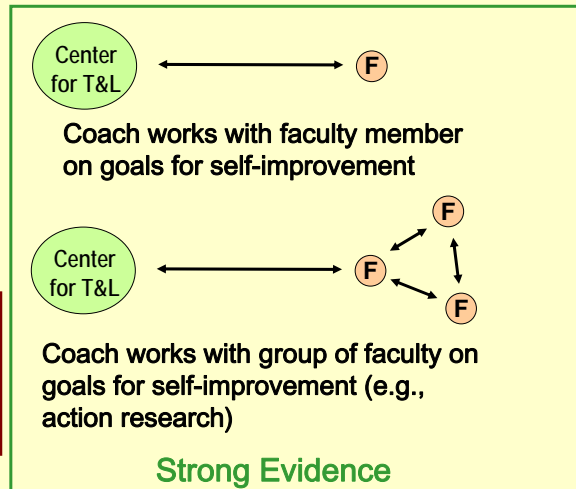 Center
for T&L
F
Coach works with faculty member
on goals for self-improvement
F
Center
for T&L
F
F
Coach works with group of faculty on
goals for self-improvement (e.g.,
action research)
Strong Evidence